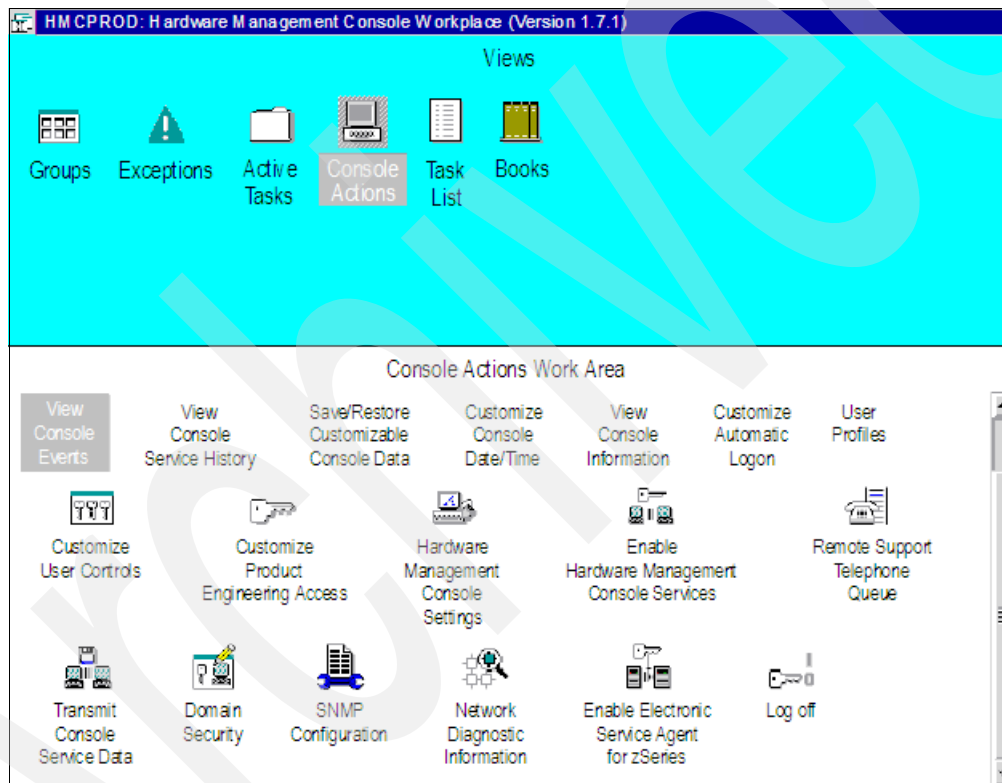 HMCPROD: Hardware Management Console Workplace (Version 1.7.1)
Views
Groups
Exceptions
Active
Tasks
Console
Actions
Task
List
Books
Console Actions Work Area
View
Console
Events
View
Console
Service History
Save/Restore
Customizable
Console Data
Customize
Console
Date/Time
View
Console
Information
Customize
Automatic
Logon
User
Profiles
Customize
User Controls
Customize
Product
Engineering Access
Hardware
Management
Console
Settings
Enable
Hardware Management
Console Services
Remote Support
Telephone
Queue
Transmit
Console
Service Data
Domain
Security
SNMP
Configuration
Network
Diagnostic
Information
Enable Electronic
Service Agent
for zSeries
Log off